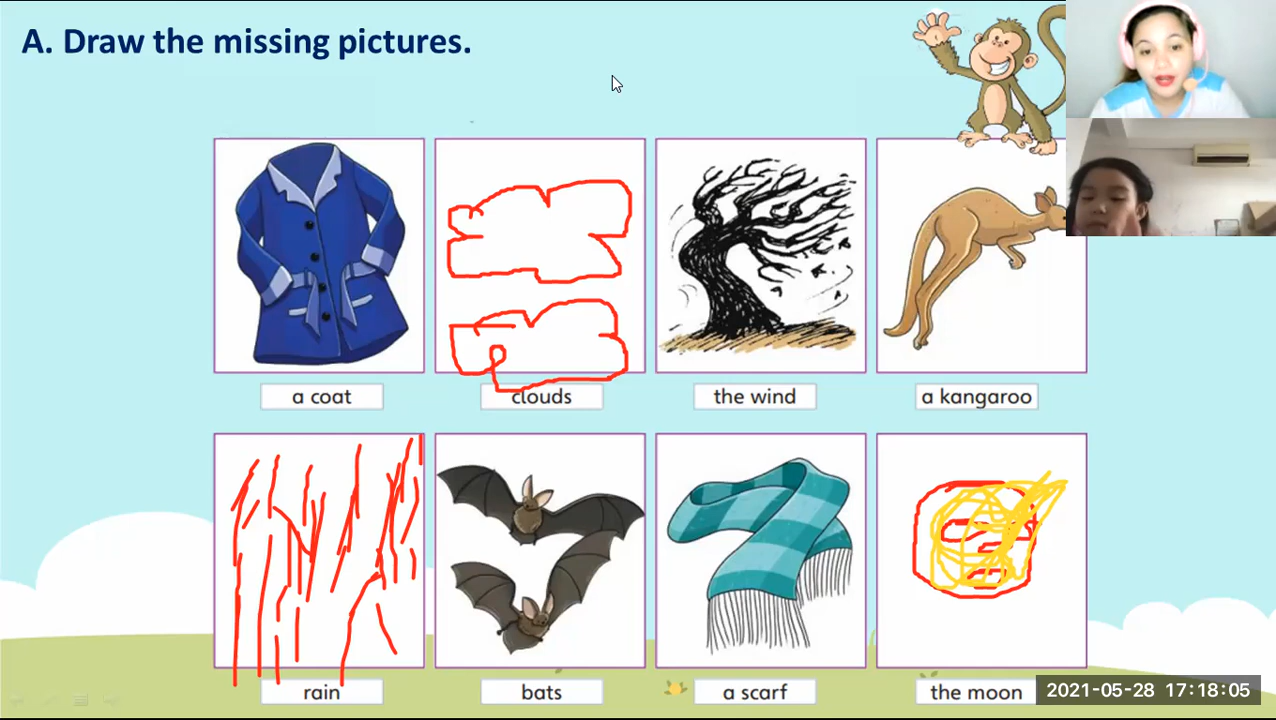 A. Draw the missing pictures.
a coat
clouds
the wind
a kangaroo
rain
bats
a scarf
the moon
2021-05-28 17:18:05